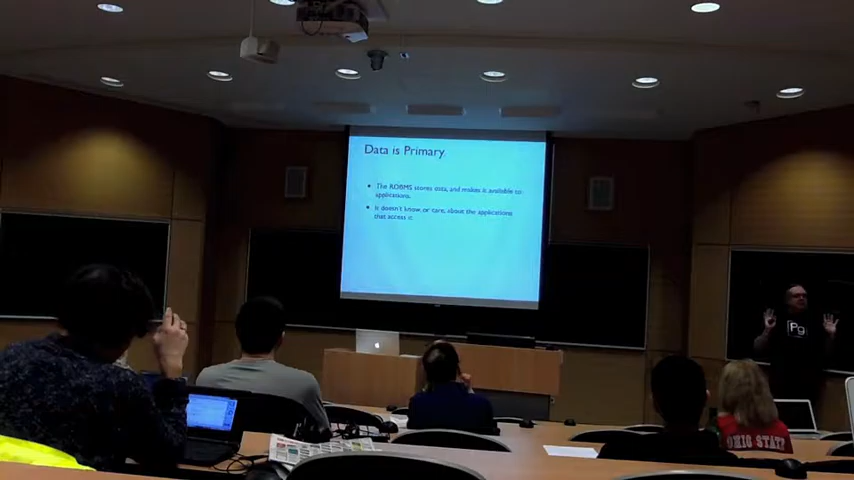 Data is Primary
• The RDBMS stores data, and makes it available to
applications.
• It doesn't know, or care, about the applications
that access it.
Pg
OHIO STATE